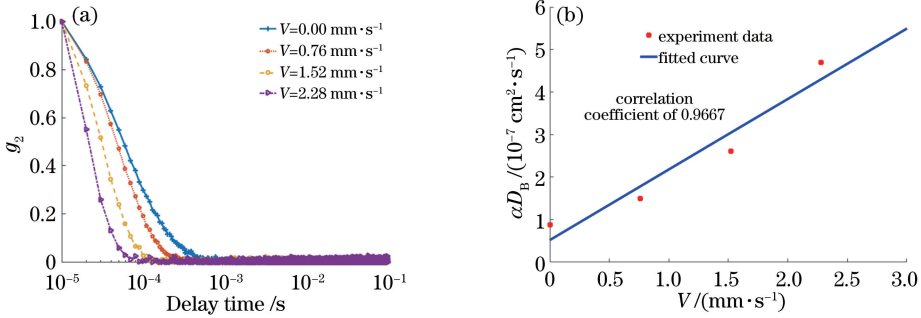 (a)
1.0
0.8
0.6
0.4
0.2
0
g₂
10⁻⁵
10⁻⁴
10⁻³
10⁻²
10⁻¹
Delay time /s
V=0.00 mm·s⁻¹
V=0.76 mm·s⁻¹
V=1.52 mm·s⁻¹
V=2.28 mm·s⁻¹
(b)
6
5
4
3
2
1
0
αD_B/(10⁻⁷ cm²·s⁻¹)
0
0.5
1.0
1.5
2.0
2.5
3.0
V/(mm·s⁻¹)
experiment data
fitted curve
correlation
coefficient of 0.9667